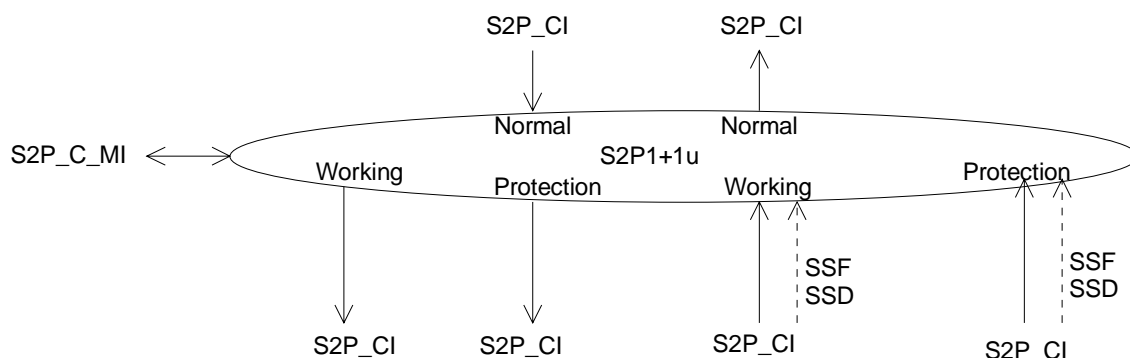 S2P_CI
S2P_CI
Normal
Normal
S2P_C_MI
S2P1+1u
Working
Protection
Working
Protection
SSF
SSD
SSF
SSD
S2P_CI
S2P_CI
S2P_CI
S2P_CI